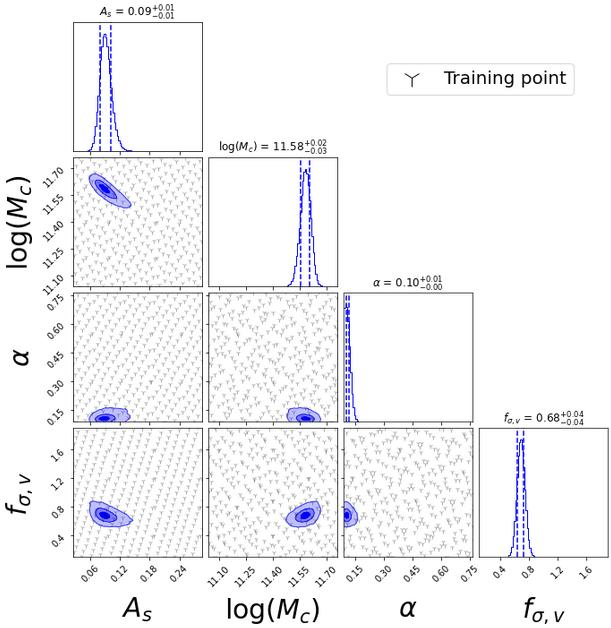 A_s = 0.09^{+0.01}_{-0.01}
Training point
log(M_c) = 11.58^{+0.02}_{-0.03}
log(M_c)
11.70
11.55
11.40
11.25
11.10
α = 0.10^{+0.01}_{-0.00}
α
0.75
0.60
0.45
0.30
0.15
f_{σ,v} = 0.68^{+0.04}_{-0.04}
f_{σ,v}
1.6
1.2
0.8
0.4
0.06 0.12 0.18 0.24 11.10 11.25 11.40 11.55 11.70 0.15 0.30 0.45 0.60 0.75 0.4 0.8 1.2 1.6
A_s log(M_c) α f_{σ,v}